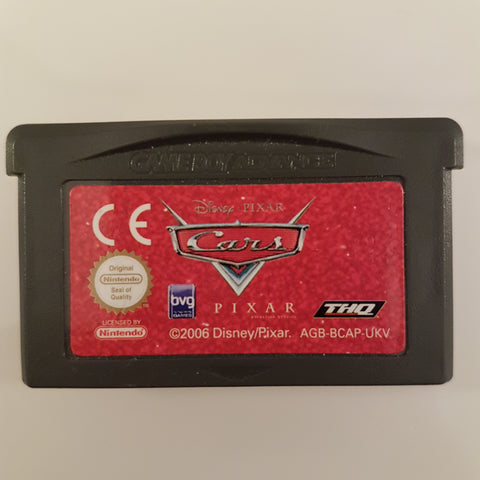 GAME BOY ADVANCE
CE
Disney PIXAR
Cars
Original
Nintendo
Seal of
Quality
LICENSED BY
Nintendo
bvg
GAMES
PIXAR
THQ
©2006 Disney/Pixar. AGB-BCAP-UKV